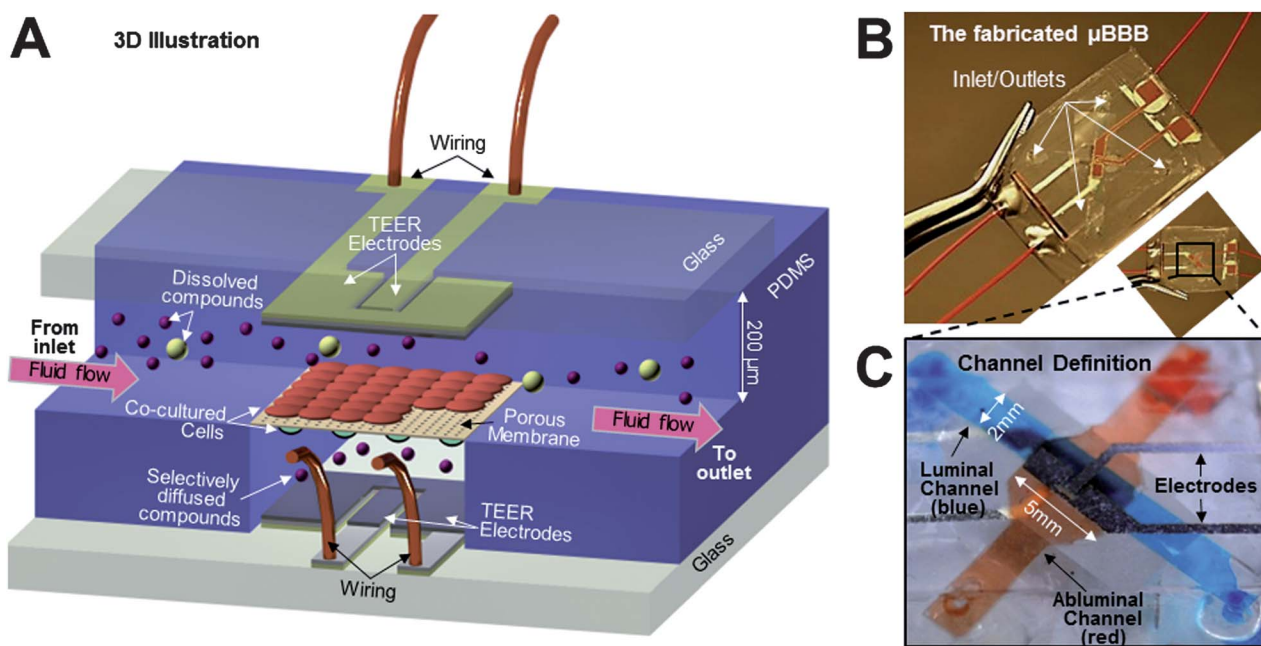 A
3D Illustration
Wiring
TEER
Electrodes
Glass
PDMS
Dissolved
compounds
200 µm
From
inlet
Fluid flow
Co-cultured
Cells
Porous
Membrane
Fluid flow
To
outlet
Selectively
diffused
compounds
TEER
Electrodes
Wiring
Glass
B
The fabricated µBBB
Inlet/Outlets
C
Channel Definition
2mm
Luminal
Channel
(blue)
Electrodes
5mm
Abluminal
Channel
(red)